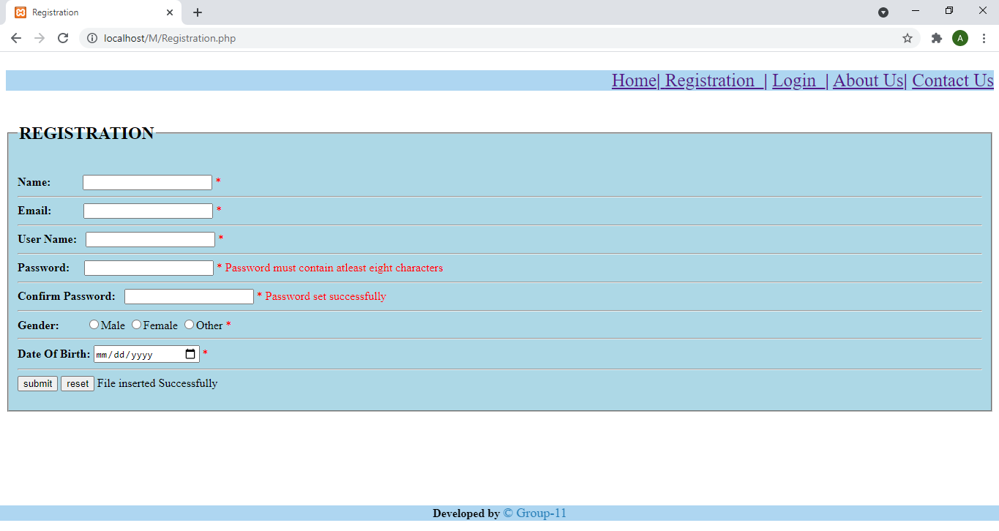 Registration
localhost/M/Registration.php
A
Home| Registration | Login | About Us| Contact Us
REGISTRATION
Name: *
Email: *
User Name: *
Password: * Password must contain atleast eight characters
Confirm Password: * Password set successfully
Gender: Male Female Other *
Date Of Birth: mm/dd/yyyy *
submit reset File inserted Successfully
Developed by © Group-11